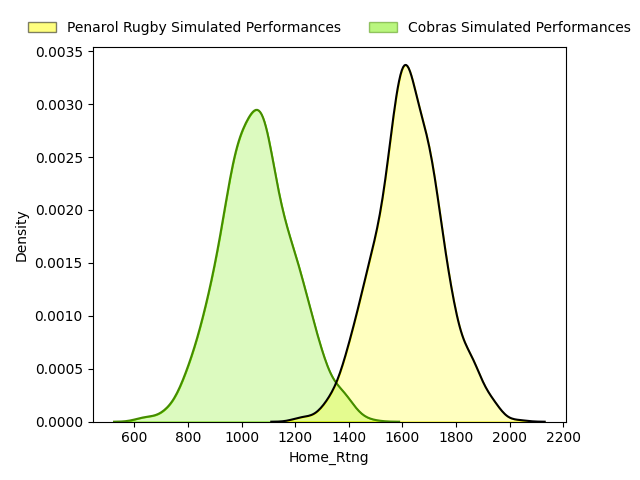 Penarol Rugby Simulated Performances Cobras Simulated Performances
0.0035
0.0030
0.0025
0.0020
0.0015
0.0010
0.0005
0.0000
Density
600 800 1000 1200 1400 1600 1800 2000 2200
Home_Rtng